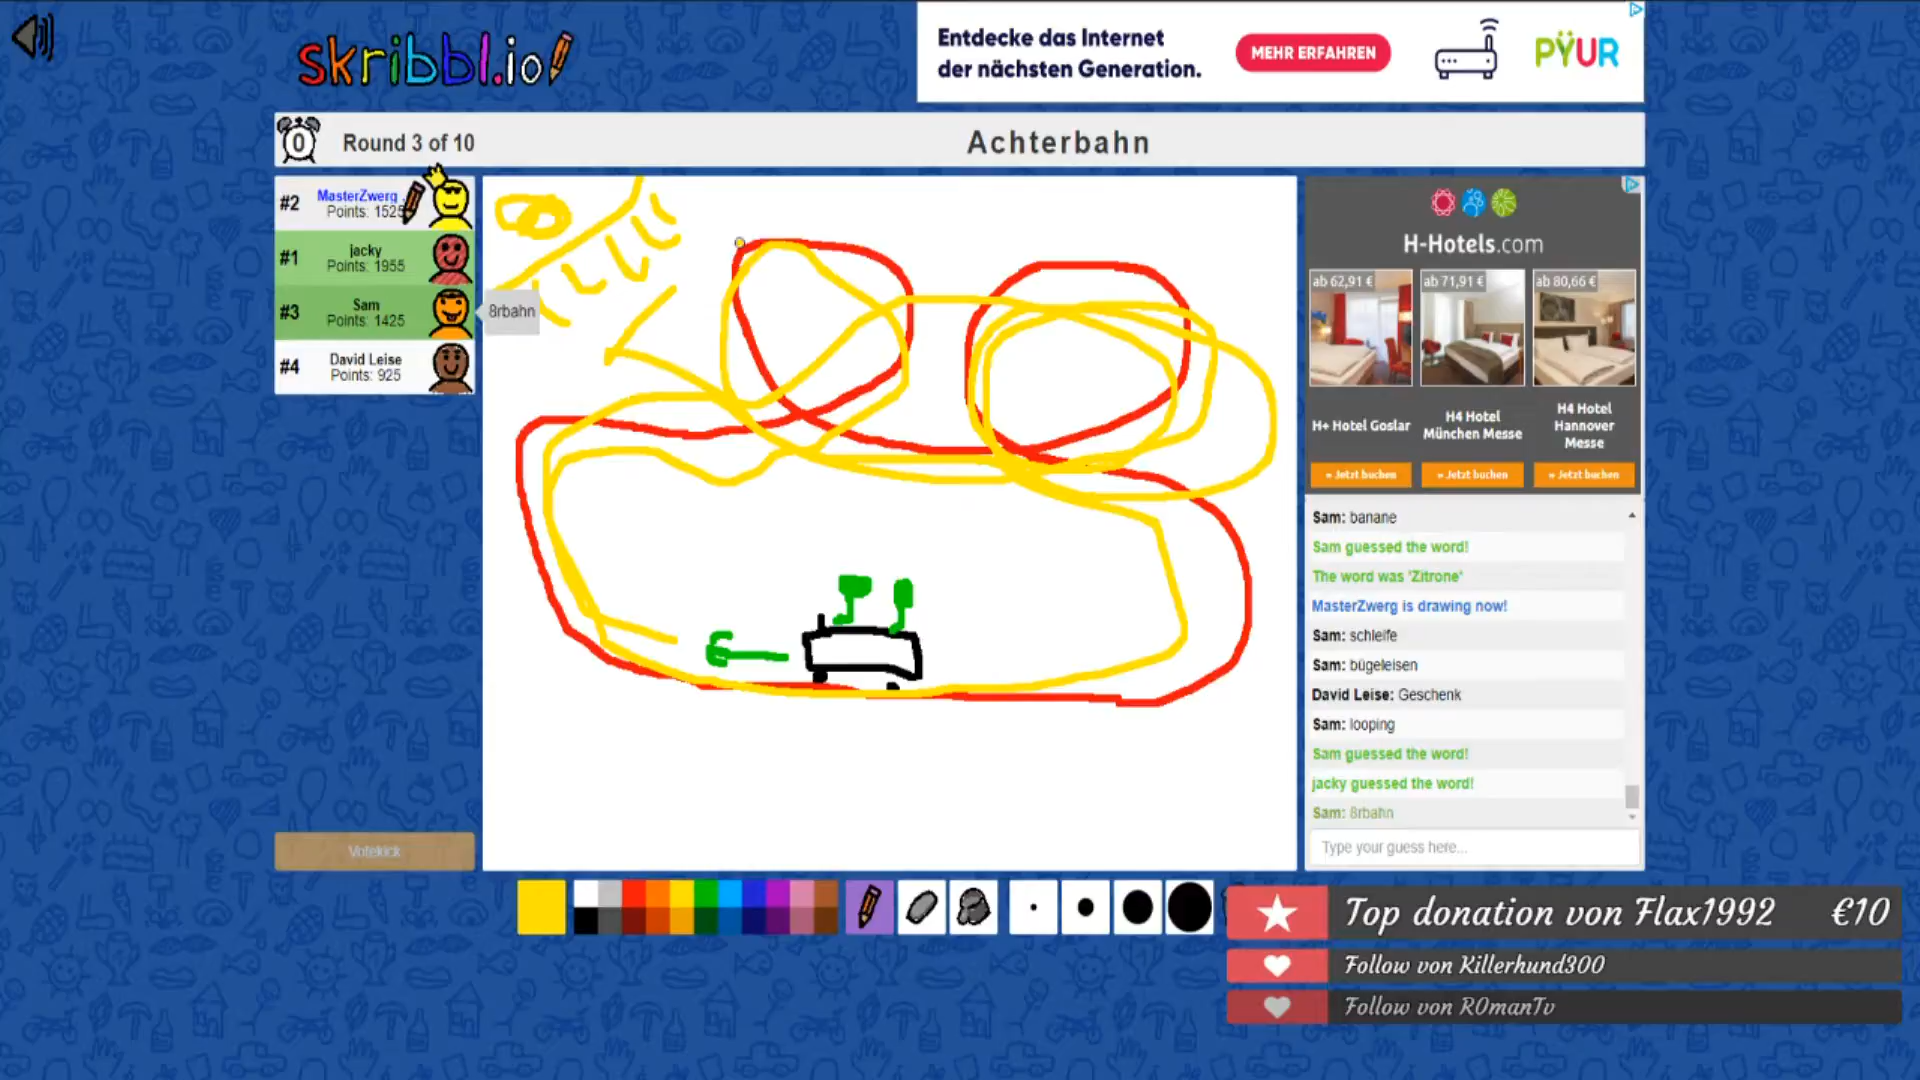 skribbl.io
Entdecke das Internet
der nächsten Generation.
MEHR ERFAHREN
PŸUR
0
Round 3 of 10
Achterbahn
#2
MasterZwerg
Points: 1525
#1
jacky
Points: 1955
#3
Sam
Points: 1425
8rbahn
#4
David Leise
Points: 925
H-Hotels.com
ab 62,91 €
ab 71,91 €
ab 80,66 €
H+ Hotel Goslar
H4 Hotel
München Messe
H4 Hotel
Hannover
Messe
» Jetzt buchen
» Jetzt buchen
» Jetzt buchen
Sam: banane
Sam guessed the word!
The word was 'Zitrone'
MasterZwerg is drawing now!
Sam: schleife
Sam: bügeleisen
David Leise: Geschenk
Sam: looping
Sam guessed the word!
jacky guessed the word!
Sam: 8rbahn
Type your guess here...
Votekick
Top donation von Flax1992 €10
Follow von Killerhund300
Follow von R0manTv